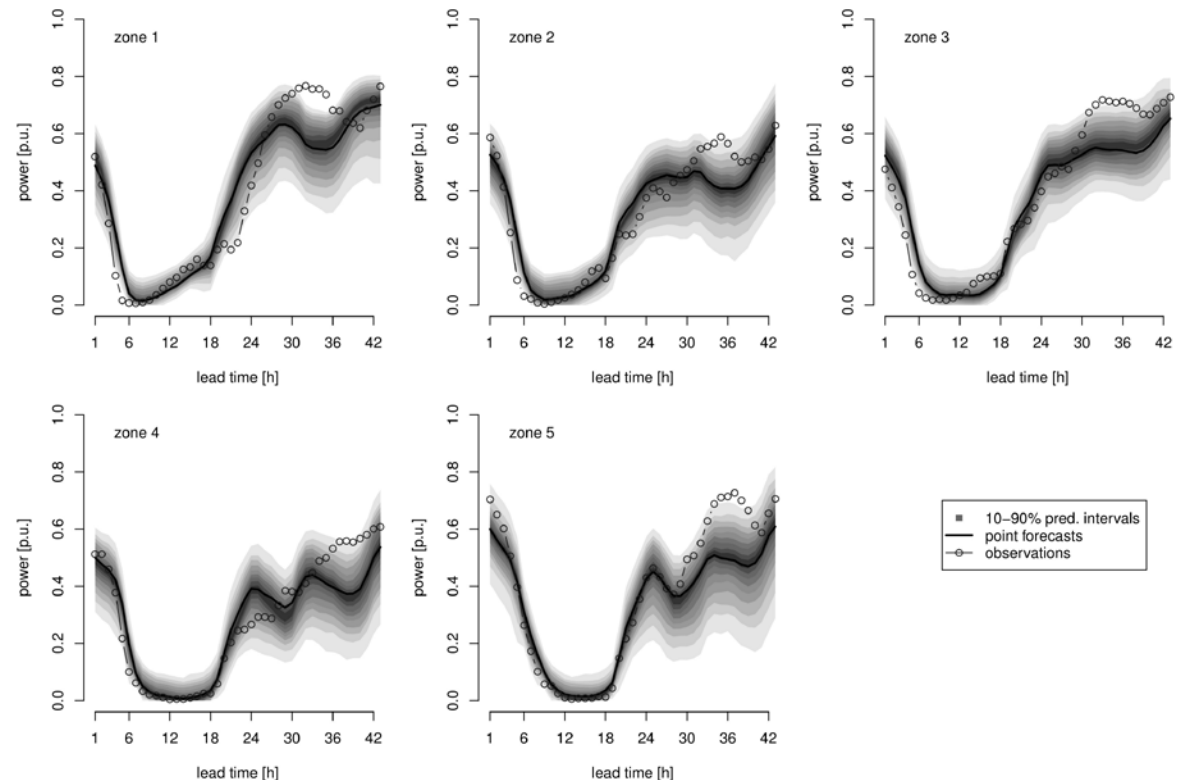 zone 1
power [p.u.]
0.0 0.2 0.4 0.6 0.8 1.0
1 6 12 18 24 30 36 42
lead time [h]
zone 2
power [p.u.]
0.0 0.2 0.4 0.6 0.8 1.0
1 6 12 18 24 30 36 42
lead time [h]
zone 3
power [p.u.]
0.0 0.2 0.4 0.6 0.8 1.0
1 6 12 18 24 30 36 42
lead time [h]
zone 4
power [p.u.]
0.0 0.2 0.4 0.6 0.8 1.0
1 6 12 18 24 30 36 42
lead time [h]
zone 5
power [p.u.]
0.0 0.2 0.4 0.6 0.8 1.0
1 6 12 18 24 30 36 42
lead time [h]
10−90% pred. intervals
point forecasts
observations